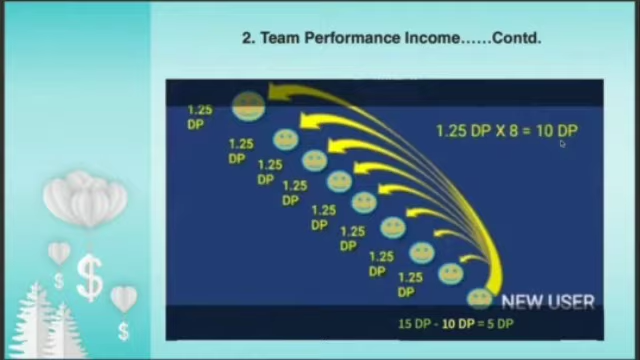 2. Team Performance Income......Contd.
1.25
DP
1.25 DP X 8 = 10 DP
1.25
DP
1.25
DP
1.25
DP
1.25
DP
1.25
DP
1.25
DP
1.25
DP
NEW USER
15 DP - 10 DP = 5 DP
$
$
$